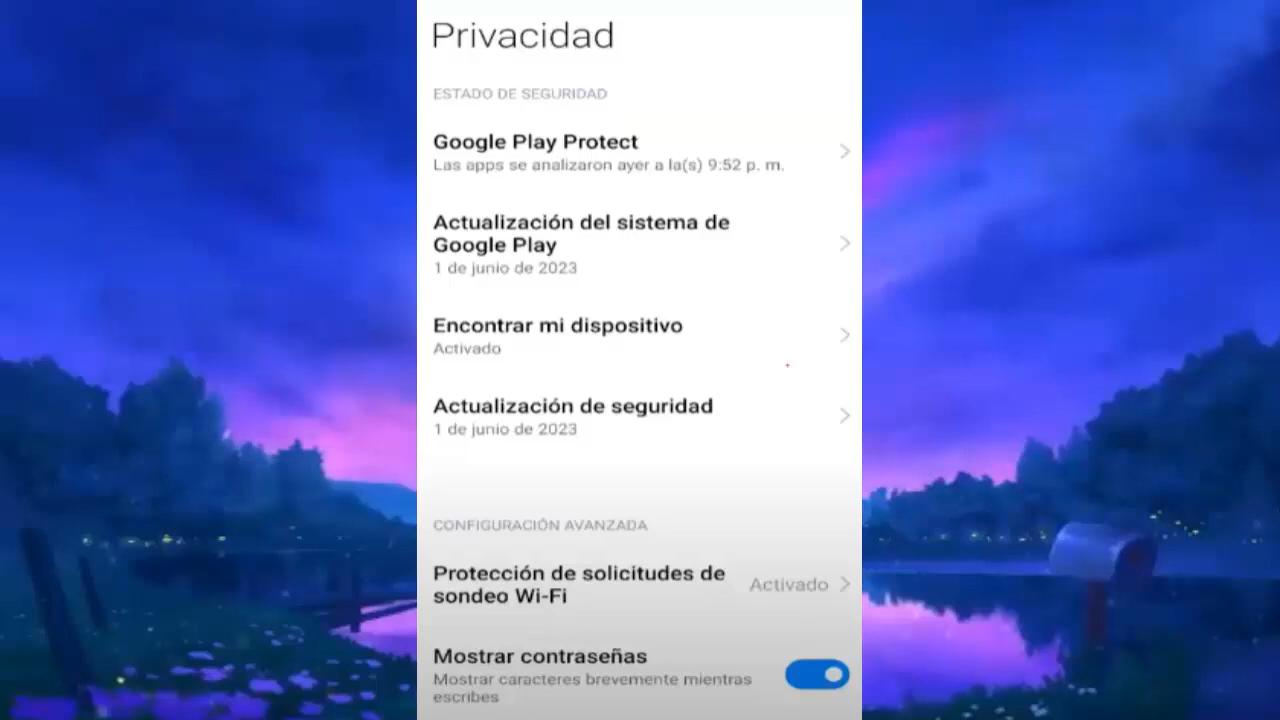 Privacidad
ESTADO DE SEGURIDAD
Google Play Protect
Las apps se analizaron ayer a la(s) 9:52 p. m.
Actualización del sistema de
Google Play
1 de junio de 2023
Encontrar mi dispositivo
Activado
Actualización de seguridad
1 de junio de 2023
CONFIGURACIÓN AVANZADA
Protección de solicitudes de
sondeo Wi-Fi
Activado
Mostrar contraseñas
Mostrar caracteres brevemente mientras
escribes